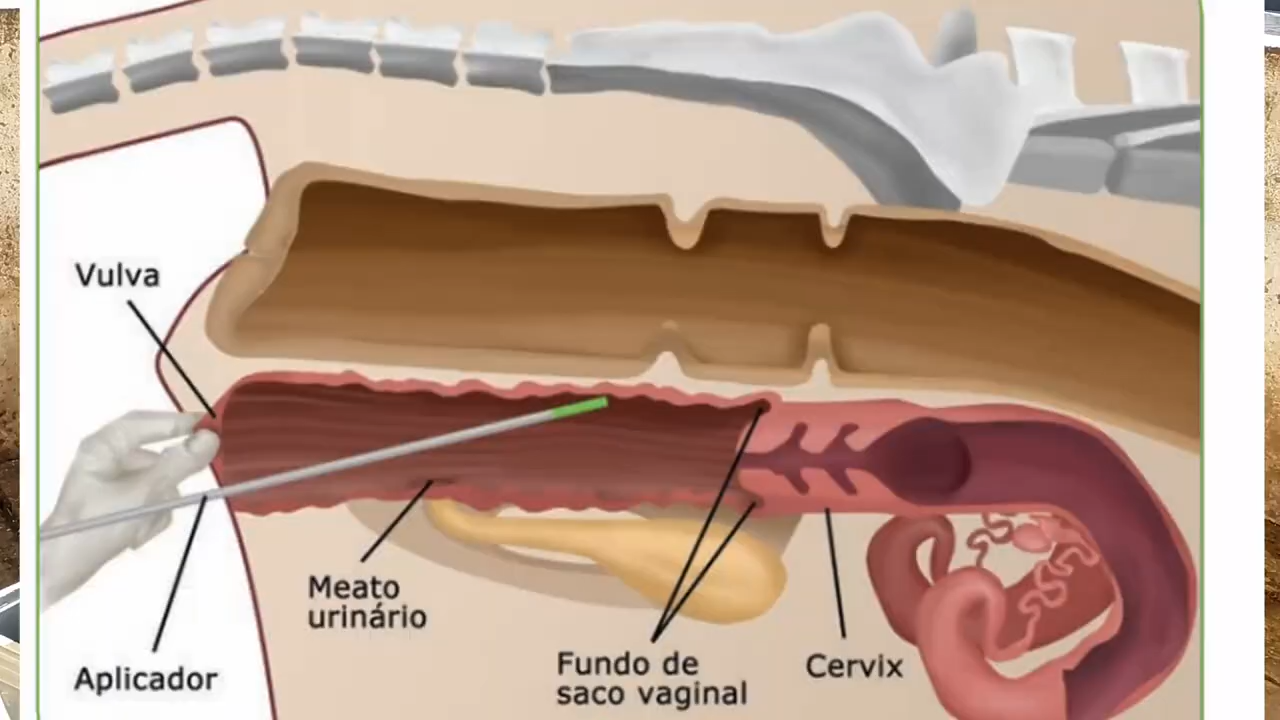 Vulva
Meato
urinário
Fundo de
saco vaginal
Cervix
Aplicador